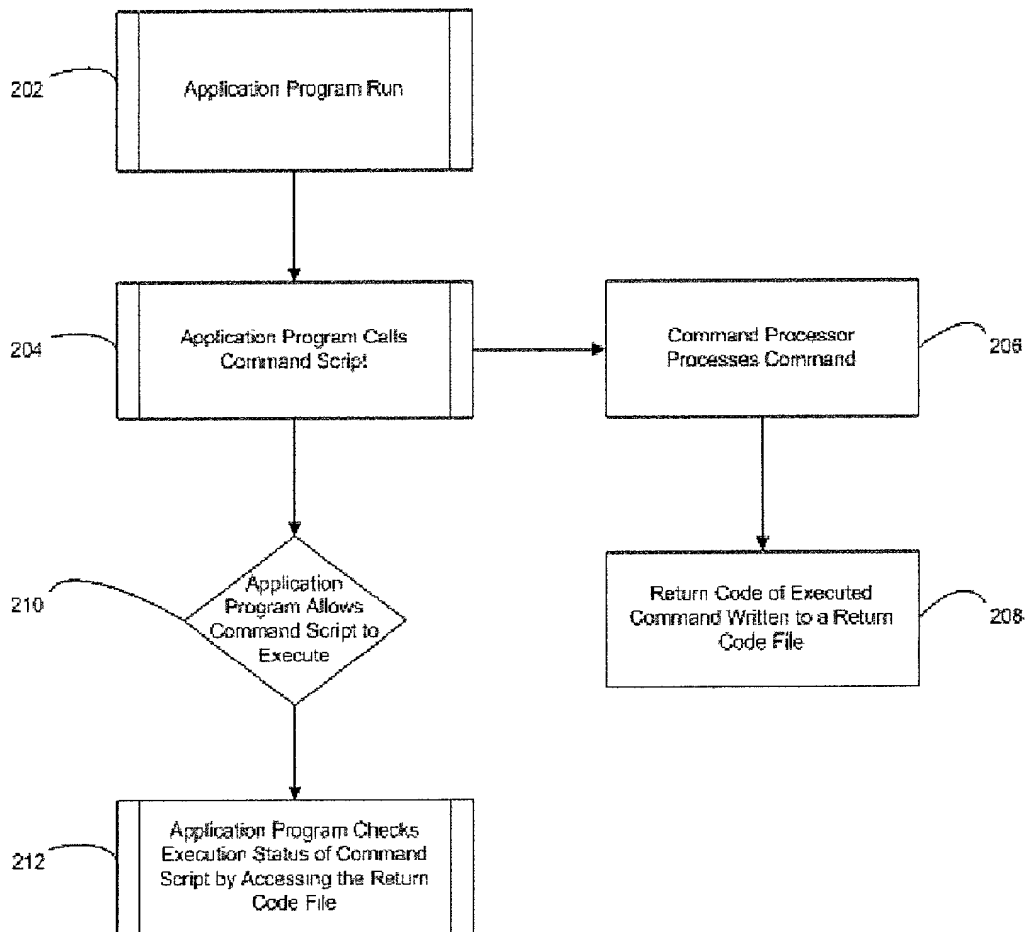 202
Application Program Run
204
Application Program Calls
Command Script
Command Processor
Processes Command
206
210
Application
Program Allows
Command Script to
Execute
Return Code of Executed
Command Written to a Return
Code File
208
212
Application Program Checks
Execution Status of Command
Script by Accessing the Return
Code File